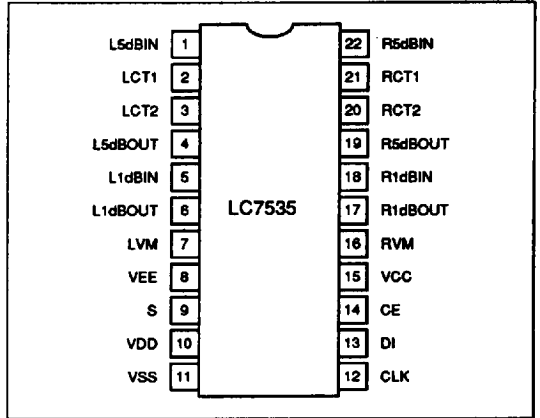 L5dBIN 1 22 R5dBIN
LCT1 2 21 RCT1
LCT2 3 20 RCT2
L5dBOUT 4 19 R5dBOUT
L1dBIN 5 18 R1dBIN
L1dBOUT 6 LC7535 17 R1dBOUT
LVM 7 16 RVM
VEE 8 15 VCC
S 9 14 CE
VDD 10 13 DI
VSS 11 12 CLK